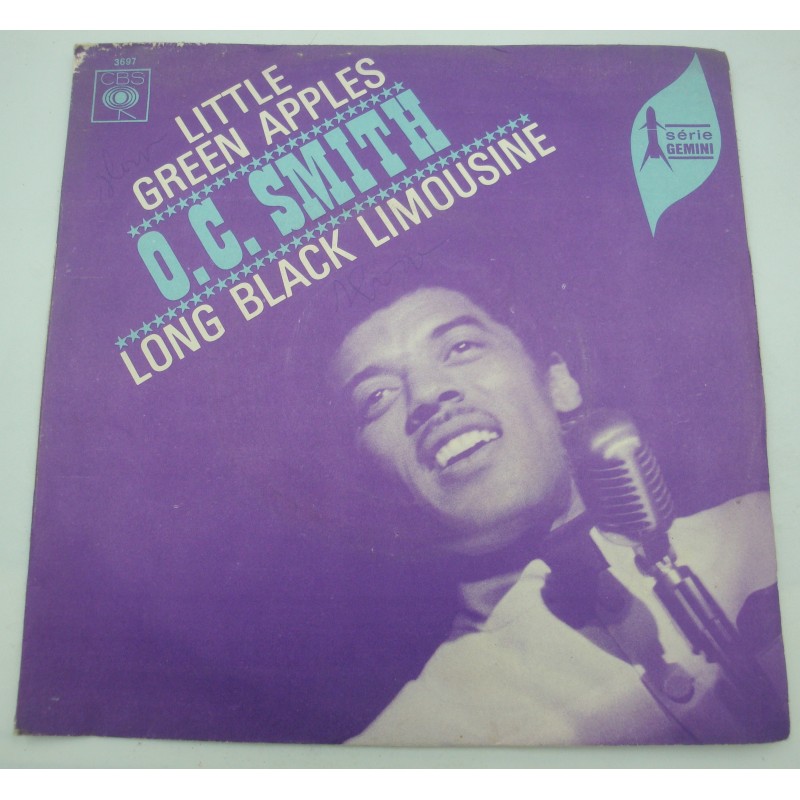 3697
CBS
LITTLE
GREEN APPLES
O.C. SMITH
LONG BLACK LIMOUSINE
série
GEMINI